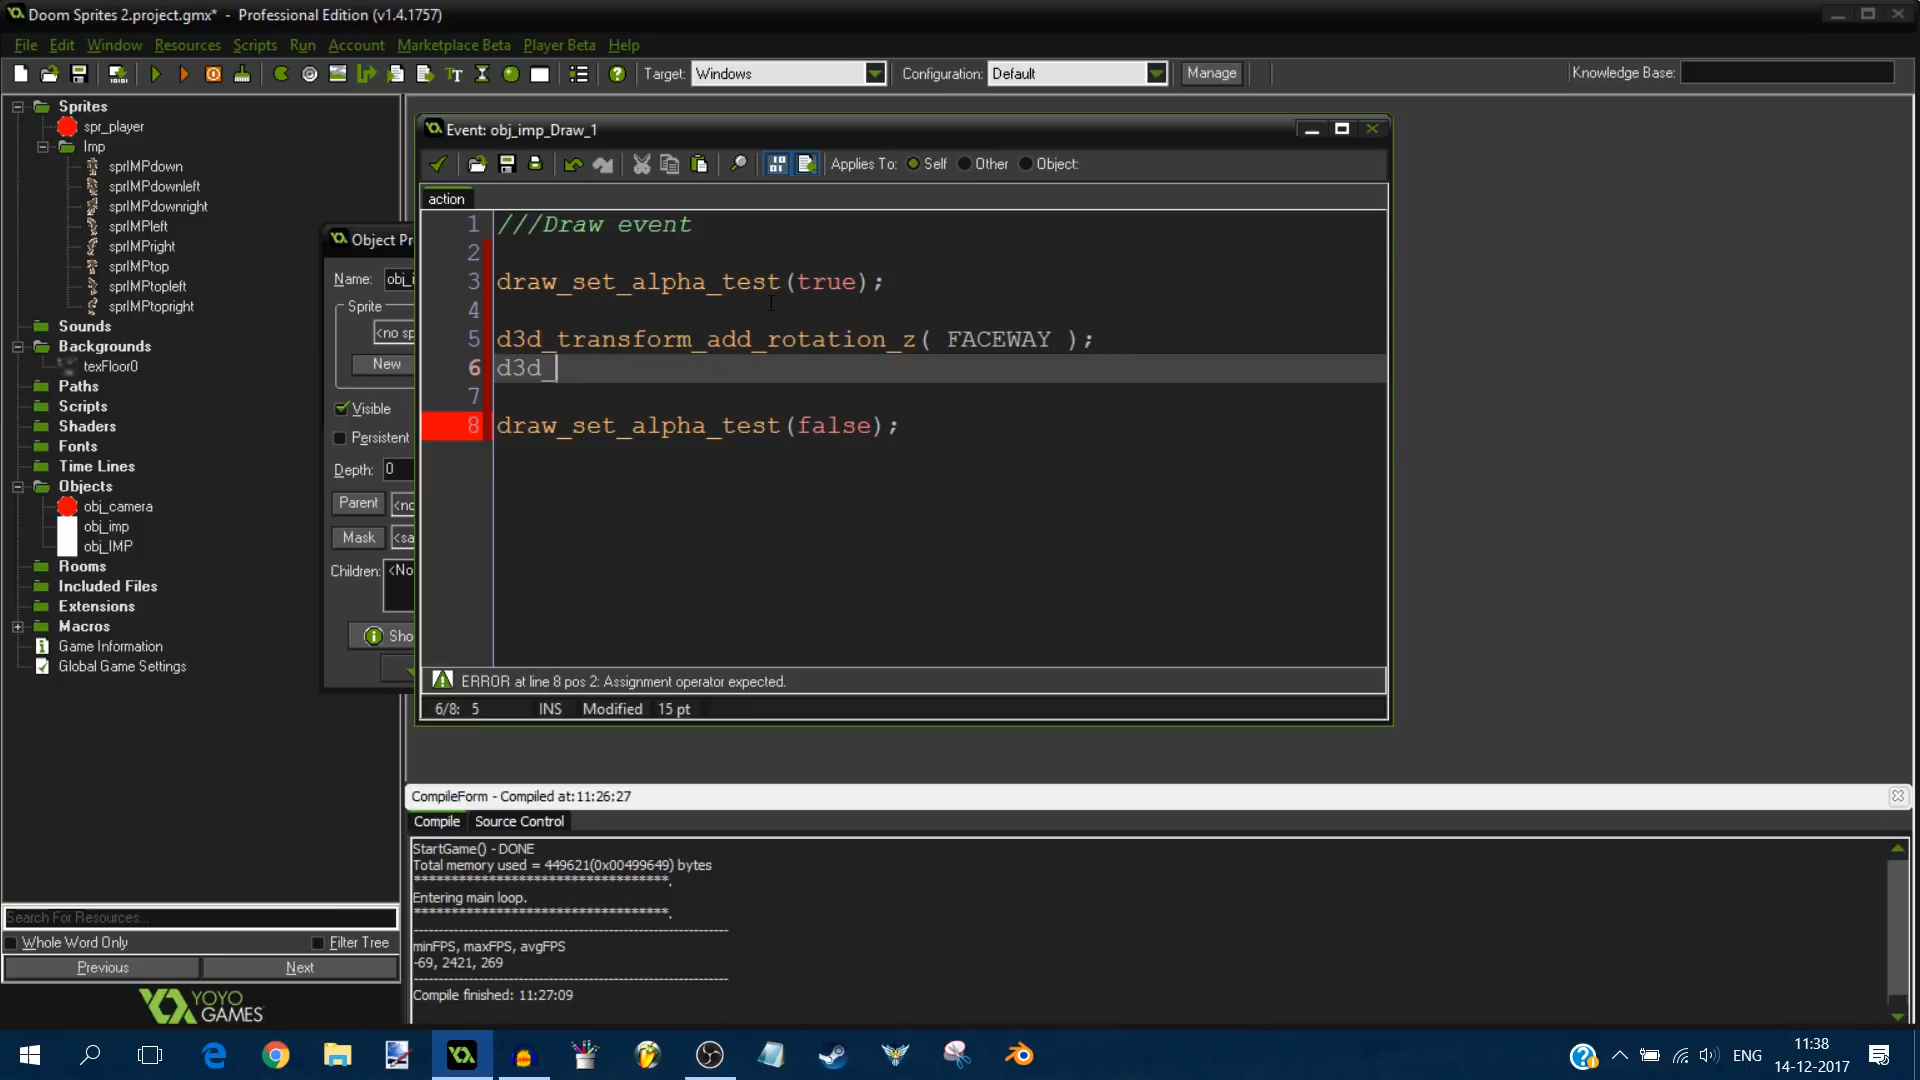 Doom Sprites 2.project.gmx* - Professional Edition (v1.4.1757)
File Edit Window Resources Scripts Run Account Marketplace Beta Player Beta Help
Target: Windows Configuration: Default Manage Knowledge Base:
Sprites
spr_player
Imp
sprIMPdown
sprIMPdownleft
sprIMPdownright
sprIMPleft
sprIMPright
sprIMPtop
sprIMPtopleft
sprIMPtopright
Sounds
Backgrounds
texFloor0
Paths
Scripts
Shaders
Fonts
Time Lines
Objects
obj_camera
obj_imp
obj_IMP
Rooms
Included Files
Extensions
Macros
Game Information
Global Game Settings
Search For Resources...
Whole Word Only Filter Tree
Previous Next
YOYO
GAMES
Object Pr
Name: obj_i
Sprite
<no sp
New
Visible
Persistent
Depth: 0
Parent <no
Mask <sa
Children: <No
Sho
Event: obj_imp_Draw_1
Applies To: Self Other Object:
action
1 ///Draw event
2
3 draw_set_alpha_test(true);
4
5 d3d_transform_add_rotation_z( FACEWAY );
6 d3d_
7
8 draw_set_alpha_test(false);
ERROR at line 8 pos 2: Assignment operator expected.
6/8: 5 INS Modified 15 pt
CompileForm - Compiled at:11:26:27
Compile Source Control
StartGame() - DONE
Total memory used = 449621(0x00499649) bytes
***********************************.
Entering main loop.
***********************************.
minFPS, maxFPS, avgFPS
-69, 2421, 269
Compile finished: 11:27:09
ENG
11:38
14-12-2017